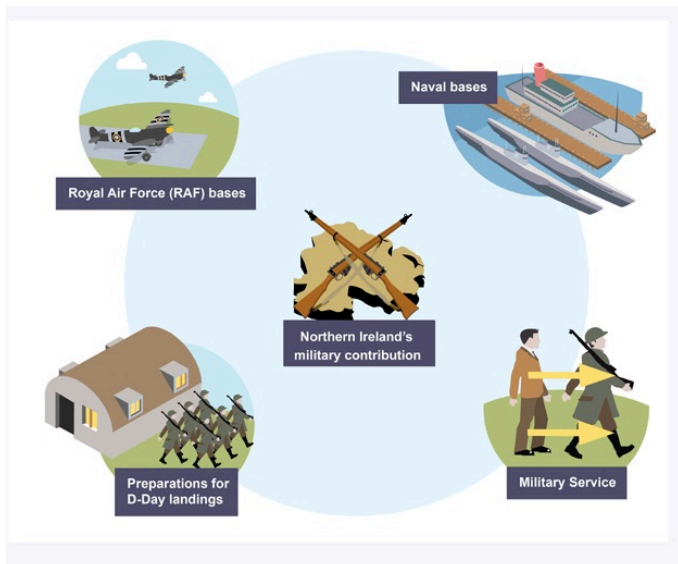 Naval bases
Royal Air Force (RAF) bases
Northern Ireland's
military contribution
Preparations for
D-Day landings
Military Service